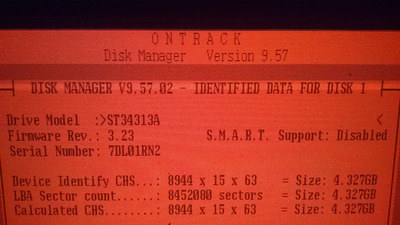 ONTRACK
Disk Manager Version 9.57
DISK MANAGER V9.57.02 - IDENTIFIED DATA FOR DISK 1
Drive Model :>ST34313A <
Firmware Rev.: 3.23 S.M.A.R.T. Support: Disabled
Serial Number: 7DL01RN2
Device Identify CHS...: 8944 x 15 x 63 = Size: 4.327GB
LBA Sector count......: 8452080 sectors = Size: 4.327GB
Calculated CHS........: 8944 x 15 x 63 = Size: 4.327GB